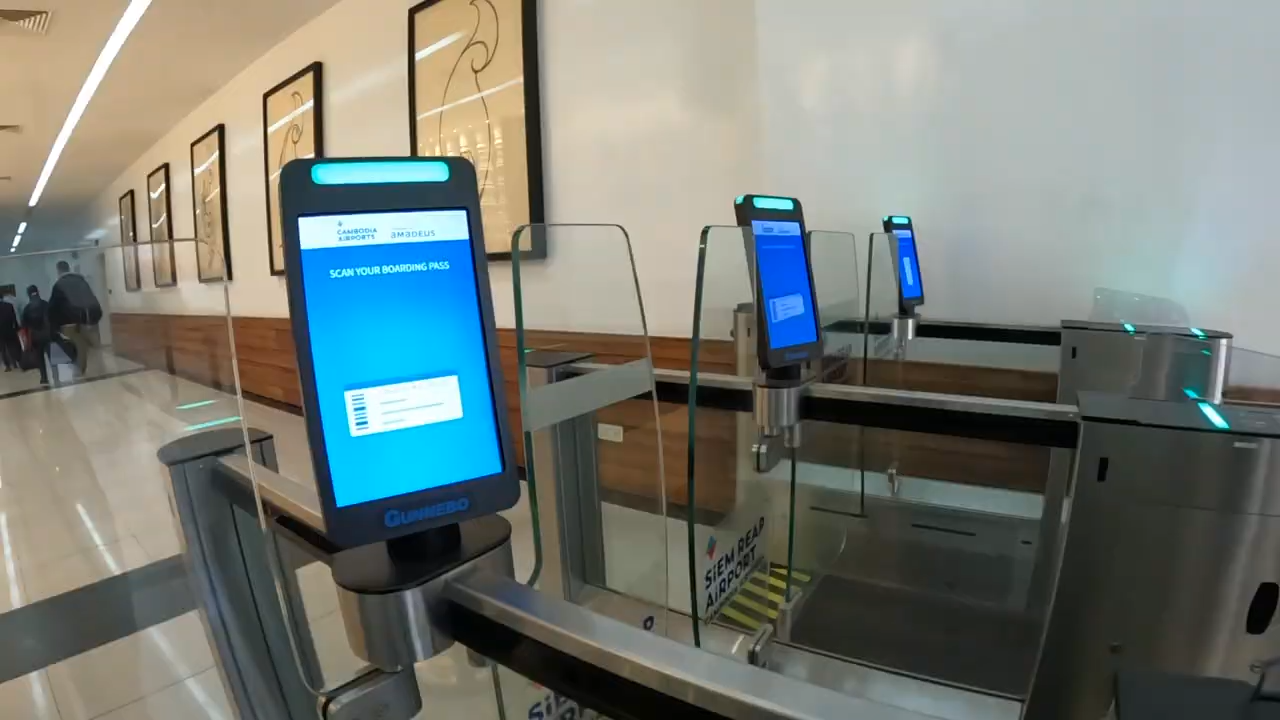 CAMBODIA
AIRPORTS
amadeus
SCAN YOUR BOARDING PASS
GUNNEBO
SiEM REAP
AiRPORT